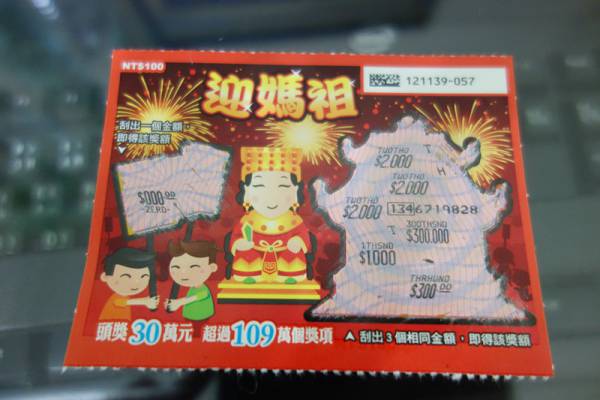 NT$100
121139-057
迎媽祖
刮出一個金額，
即得該獎額
$000.00
-ZERO-
TWOTHO
$2,000
T
H
TWOTHO
$2,000
TWOTHO
$2,000
1346719828
T
300THSND
$300,000
1THSND
$1,000
THRHUND
$300.00
頭獎30萬元 超過109萬個獎項
刮出3個相同金額，即得該獎額